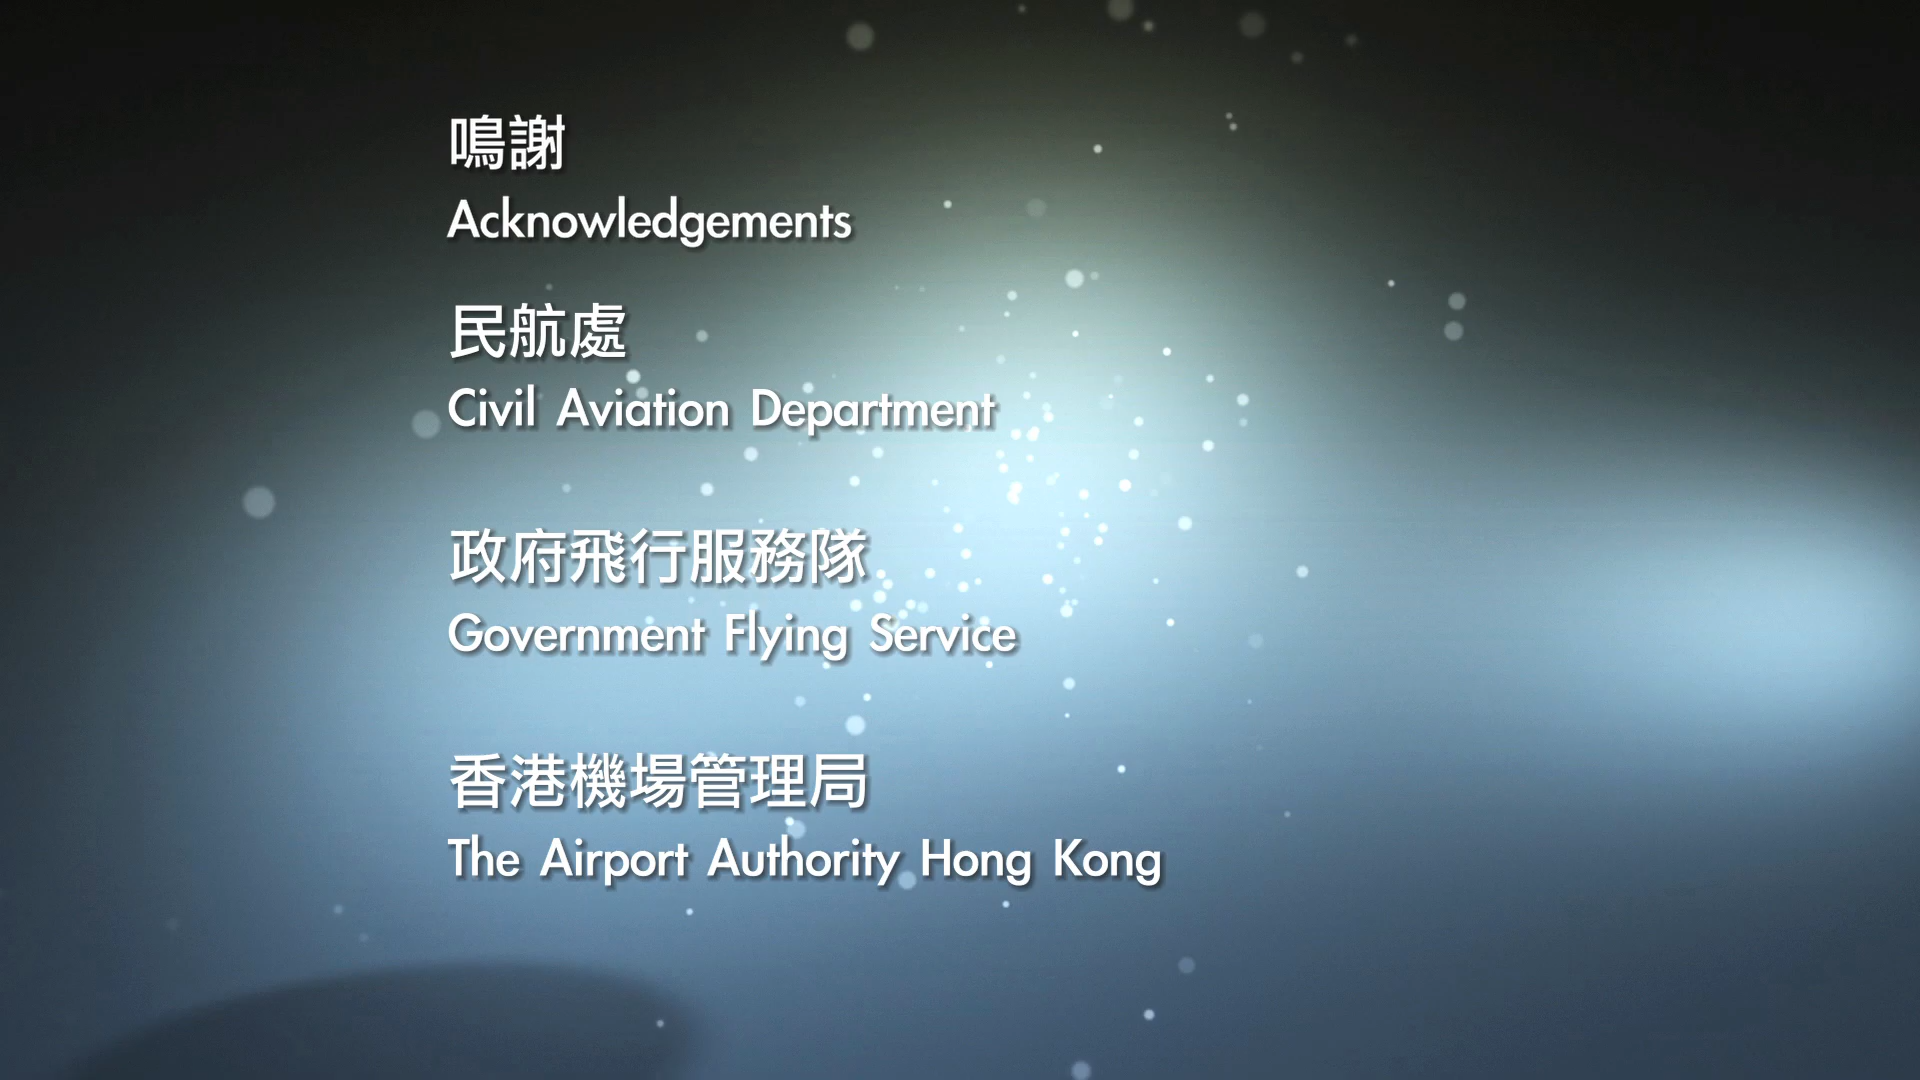 鳴謝
Acknowledgements
民航處
Civil Aviation Department
政府飛行服務隊
Government Flying Service
香港機場管理局
The Airport Authority Hong Kong